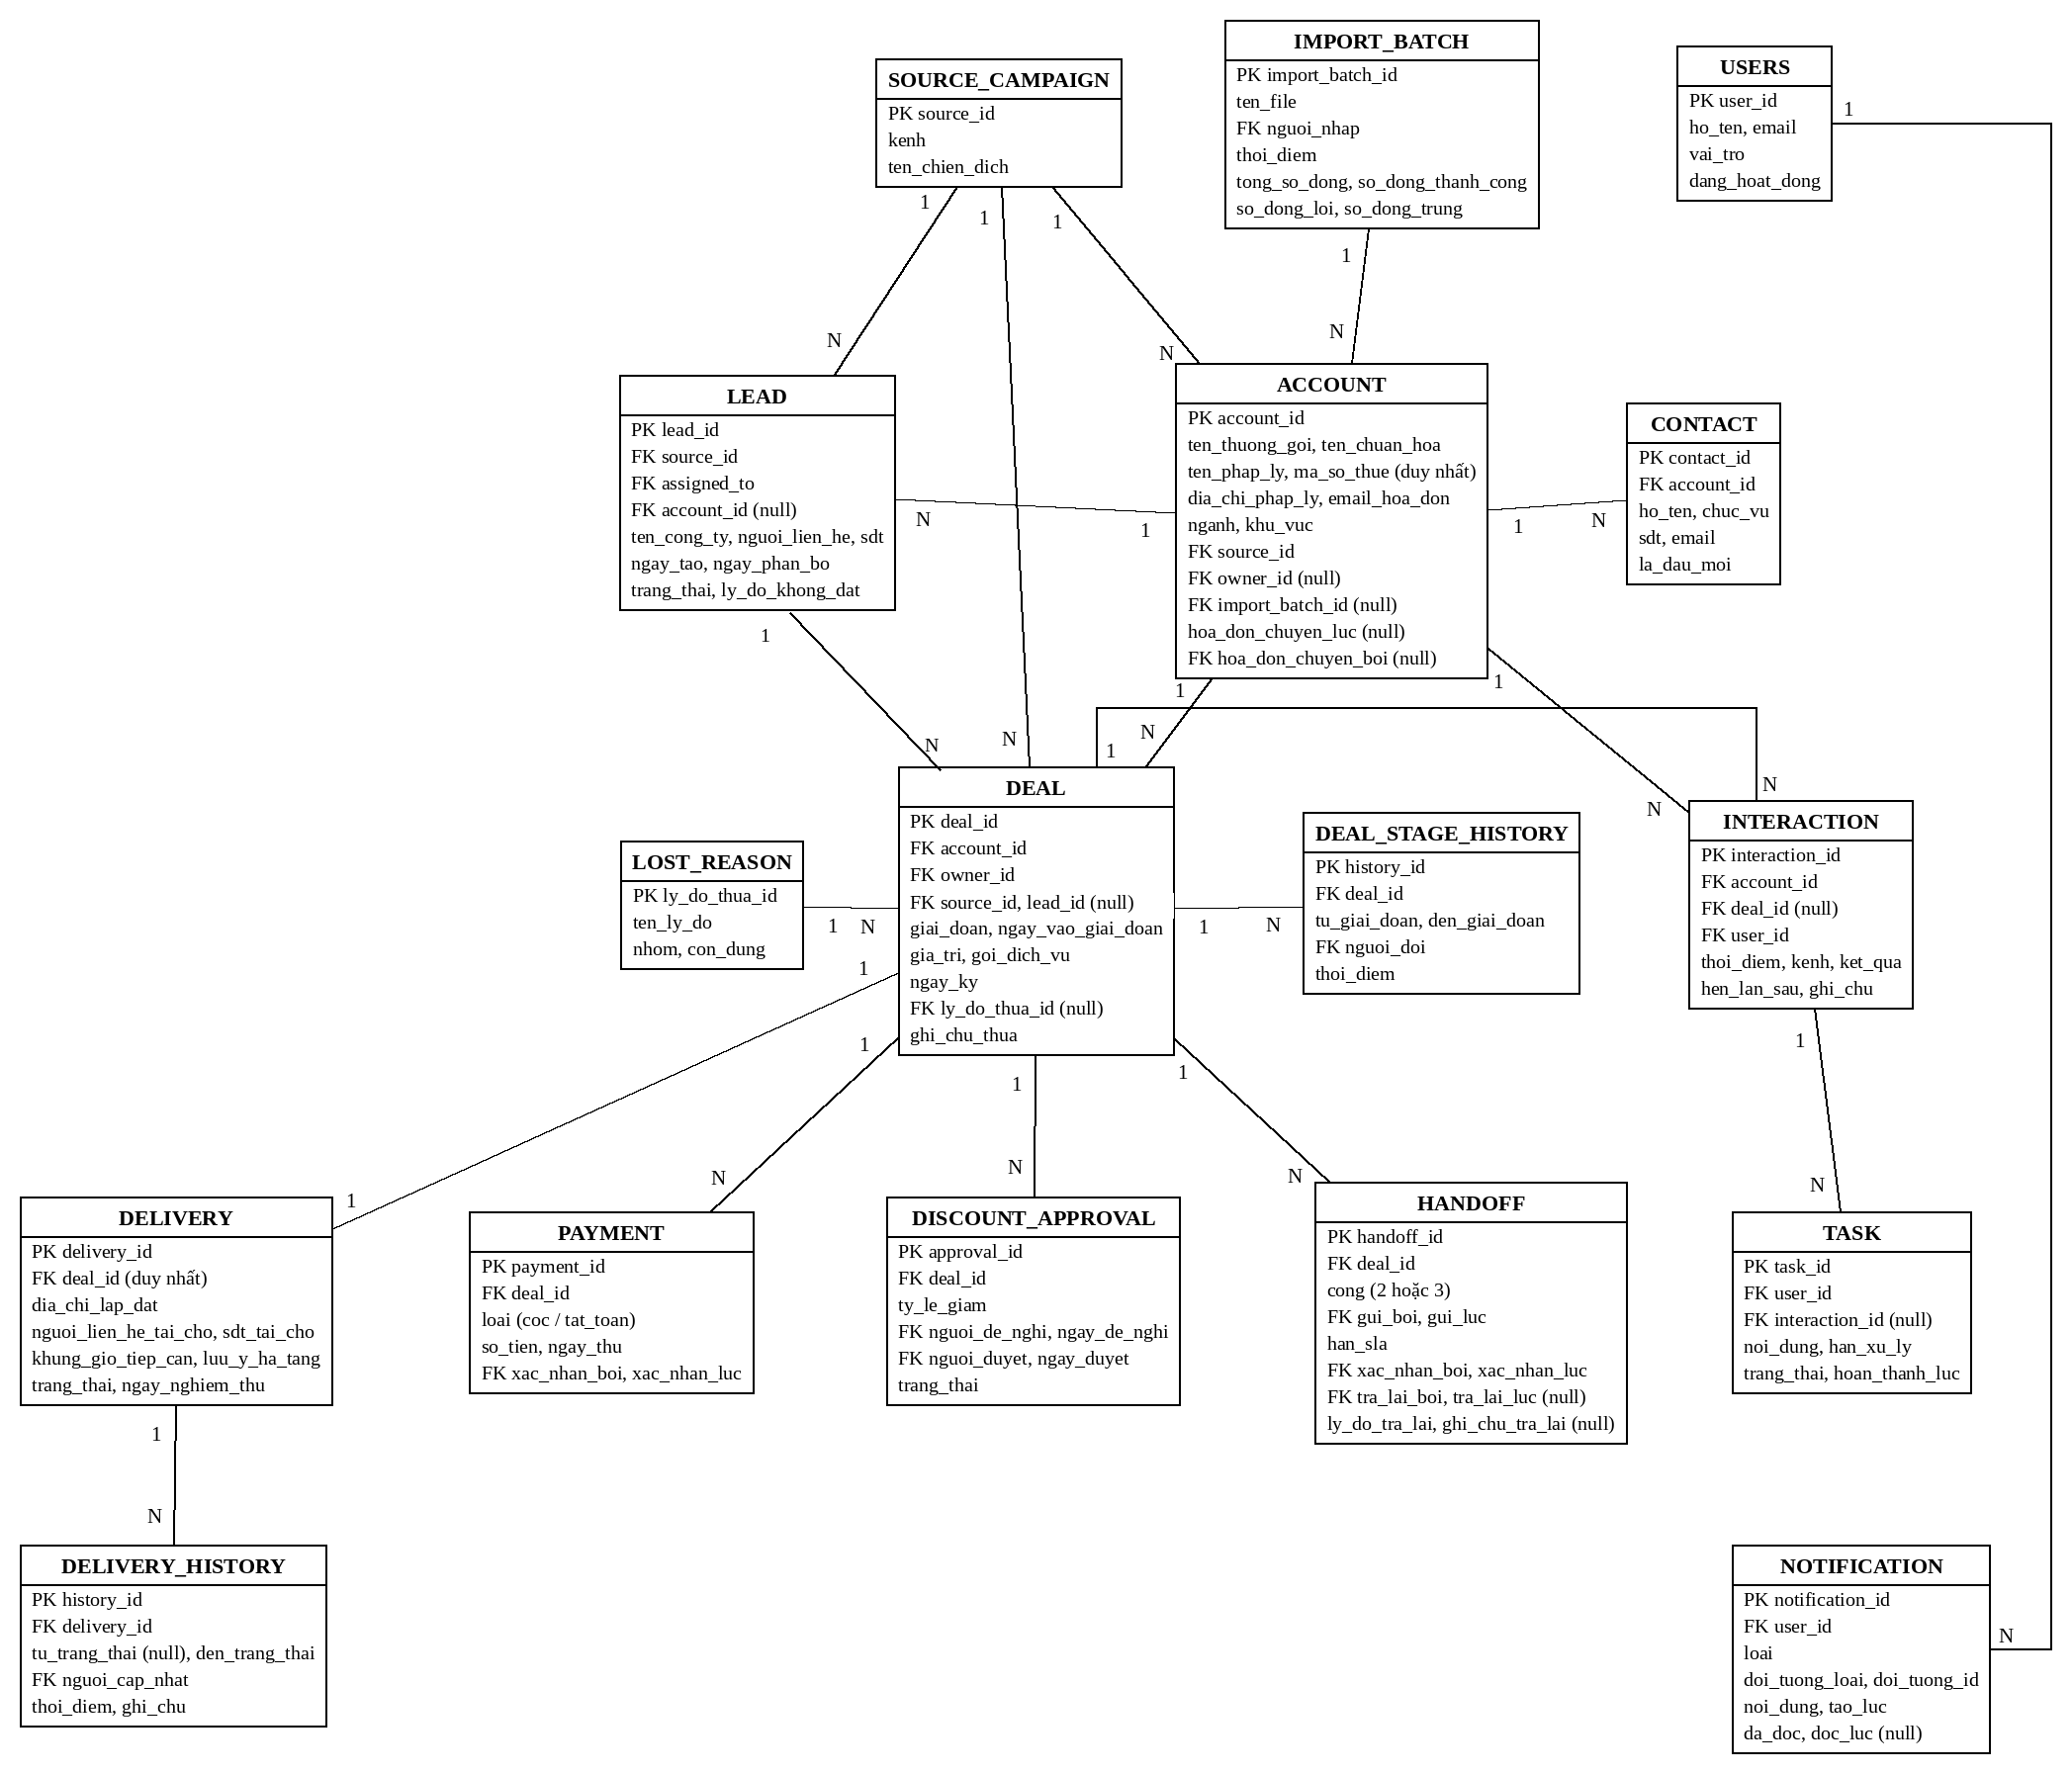 IMPORT_BATCH
PK import_batch_id
ten_file
FK nguoi_nhap
thoi_diem
tong_so_dong, so_dong_thanh_cong
so_dong_loi, so_dong_trung
USERS
PK user_id
ho_ten, email
vai_tro
dang_hoat_dong
1
SOURCE_CAMPAIGN
PK source_id
kenh
ten_chien_dich
1
1
1
1
N
N
N
LEAD
PK lead_id
FK source_id
FK assigned_to
FK account_id (null)
ten_cong_ty, nguoi_lien_he, sdt
ngay_tao, ngay_phan_bo
trang_thai, ly_do_khong_dat
N
1
ACCOUNT
PK account_id
ten_thuong_goi, ten_chuan_hoa
ten_phap_ly, ma_so_thue (duy nhất)
dia_chi_phap_ly, email_hoa_don
nganh, khu_vuc
FK source_id
FK owner_id (null)
FK import_batch_id (null)
hoa_don_chuyen_luc (null)
FK hoa_don_chuyen_boi (null)
1
N
CONTACT
PK contact_id
FK account_id
ho_ten, chuc_vu
sdt, email
la_dau_moi
1
1
1
N
N
N
1
N
N
DEAL
PK deal_id
FK account_id
FK owner_id
FK source_id, lead_id (null)
giai_doan, ngay_vao_giai_doan
gia_tri, goi_dich_vu
ngay_ky
FK ly_do_thua_id (null)
ghi_chu_thua
LOST_REASON
PK ly_do_thua_id
ten_ly_do
nhom, con_dung
1
N
1
N
DEAL_STAGE_HISTORY
PK history_id
FK deal_id
tu_giai_doan, den_giai_doan
FK nguoi_doi
thoi_diem
INTERACTION
PK interaction_id
FK account_id
FK deal_id (null)
FK user_id
thoi_diem, kenh, ket_qua
hen_lan_sau, ghi_chu
1
1
1
1
1
1
N
N
N
N
DELIVERY
PK delivery_id
FK deal_id (duy nhất)
dia_chi_lap_dat
nguoi_lien_he_tai_cho, sdt_tai_cho
khung_gio_tiep_can, luu_y_ha_tang
trang_thai, ngay_nghiem_thu
PAYMENT
PK payment_id
FK deal_id
loai (coc / tat_toan)
so_tien, ngay_thu
FK xac_nhan_boi, xac_nhan_luc
DISCOUNT_APPROVAL
PK approval_id
FK deal_id
ty_le_giam
FK nguoi_de_nghi, ngay_de_nghi
FK nguoi_duyet, ngay_duyet
trang_thai
HANDOFF
PK handoff_id
FK deal_id
cong (2 hoặc 3)
FK gui_boi, gui_luc
han_sla
FK xac_nhan_boi, xac_nhan_luc
FK tra_lai_boi, tra_lai_luc (null)
ly_do_tra_lai, ghi_chu_tra_lai (null)
TASK
PK task_id
FK user_id
FK interaction_id (null)
noi_dung, han_xu_ly
trang_thai, hoan_thanh_luc
1
N
DELIVERY_HISTORY
PK history_id
FK delivery_id
tu_trang_thai (null), den_trang_thai
FK nguoi_cap_nhat
thoi_diem, ghi_chu
NOTIFICATION
PK notification_id
FK user_id
loai
doi_tuong_loai, doi_tuong_id
noi_dung, tao_luc
da_doc, doc_luc (null)
N